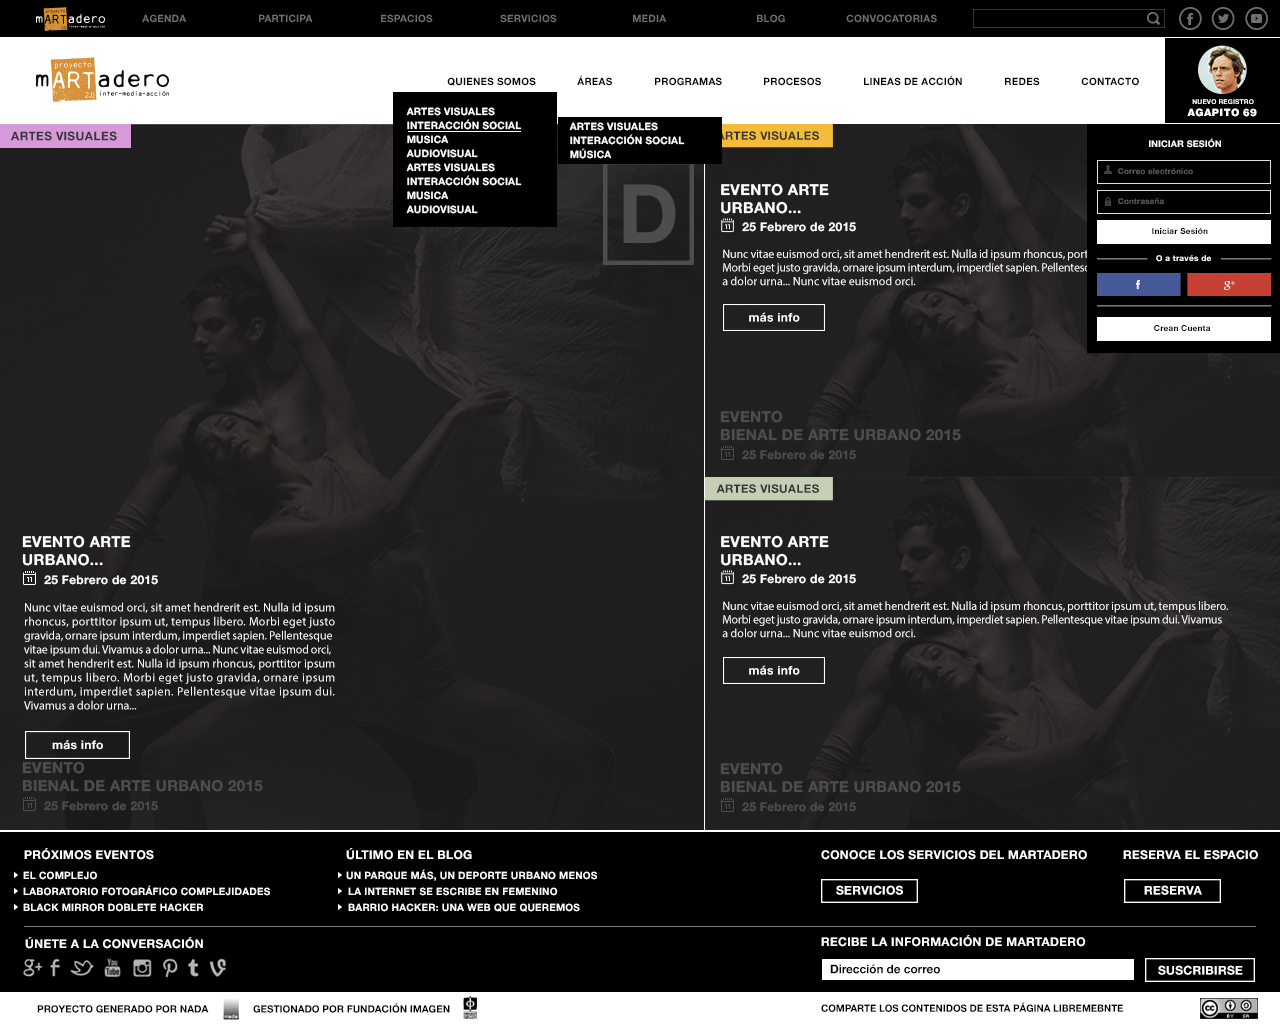 proyecto
mARTadero
inter-media-acción
AGENDA
PARTICIPA
ESPACIOS
SERVICIOS
MEDIA
BLOG
CONVOCATORIAS
proyecto
mARTadero
2.0 inter-media-acción
QUIENES SOMOS
ÁREAS
PROGRAMAS
PROCESOS
LINEAS DE ACCIÓN
REDES
CONTACTO
NUEVO REGISTRO
AGAPITO 69
ARTES VISUALES
INTERACCIÓN SOCIAL
MUSICA
AUDIOVISUAL
ARTES VISUALES
INTERACCIÓN SOCIAL
MUSICA
AUDIOVISUAL
ARTES VISUALES
INTERACCIÓN SOCIAL
MÚSICA
INICIAR SESIÓN
Correo electrónico
Contraseña
Iniciar Sesión
O a través de
f
g+
Crean Cuenta
ARTES VISUALES
D
EVENTO ARTE
URBANO...
11 25 Febrero de 2015
Nunc vitae euismod orci, sit amet hendrerit est. Nulla id ipsum
rhoncus, porttitor ipsum ut, tempus libero. Morbi eget justo
gravida, ornare ipsum interdum, imperdiet sapien. Pellentesque
vitae ipsum dui. Vivamus a dolor urna... Nunc vitae euismod orci,
sit amet hendrerit est. Nulla id ipsum rhoncus, porttitor ipsum
ut, tempus libero. Morbi eget justo gravida, ornare ipsum
interdum, imperdiet sapien. Pellentesque vitae ipsum dui.
Vivamus a dolor urna...
más info
EVENTO
BIENAL DE ARTE URBANO 2015
11 25 Febrero de 2015
ARTES VISUALES
EVENTO ARTE
URBANO...
11 25 Febrero de 2015
Nunc vitae euismod orci, sit amet hendrerit est. Nulla id ipsum rhoncus, port
Morbi eget justo gravida, ornare ipsum interdum, imperdiet sapien. Pellentesq
a dolor urna... Nunc vitae euismod orci.
más info
EVENTO
BIENAL DE ARTE URBANO 2015
11 25 Febrero de 2015
ARTES VISUALES
EVENTO ARTE
URBANO...
11 25 Febrero de 2015
Nunc vitae euismod orci, sit amet hendrerit est. Nulla id ipsum rhoncus, porttitor ipsum ut, tempus libero.
Morbi eget justo gravida, ornare ipsum interdum, imperdiet sapien. Pellentesque vitae ipsum dui. Vivamus
a dolor urna... Nunc vitae euismod orci.
más info
EVENTO
BIENAL DE ARTE URBANO 2015
11 25 Febrero de 2015
PRÓXIMOS EVENTOS
EL COMPLEJO
LABORATORIO FOTOGRÁFICO COMPLEJIDADES
BLACK MIRROR DOBLETE HACKER
ÚLTIMO EN EL BLOG
UN PARQUE MÁS, UN DEPORTE URBANO MENOS
LA INTERNET SE ESCRIBE EN FEMENINO
BARRIO HACKER: UNA WEB QUE QUEREMOS
CONOCE LOS SERVICIOS DEL MARTADERO
SERVICIOS
RESERVA EL ESPACIO
RESERVA
ÚNETE A LA CONVERSACIÓN
RECIBE LA INFORMACIÓN DE MARTADERO
Dirección de correo
SUSCRIBIRSE
PROYECTO GENERADO POR NADA
nada
GESTIONADO POR FUNDACIÓN IMAGEN
COMPARTE LOS CONTENIDOS DE ESTA PÁGINA LIBREMEBNTE
cc BY SA